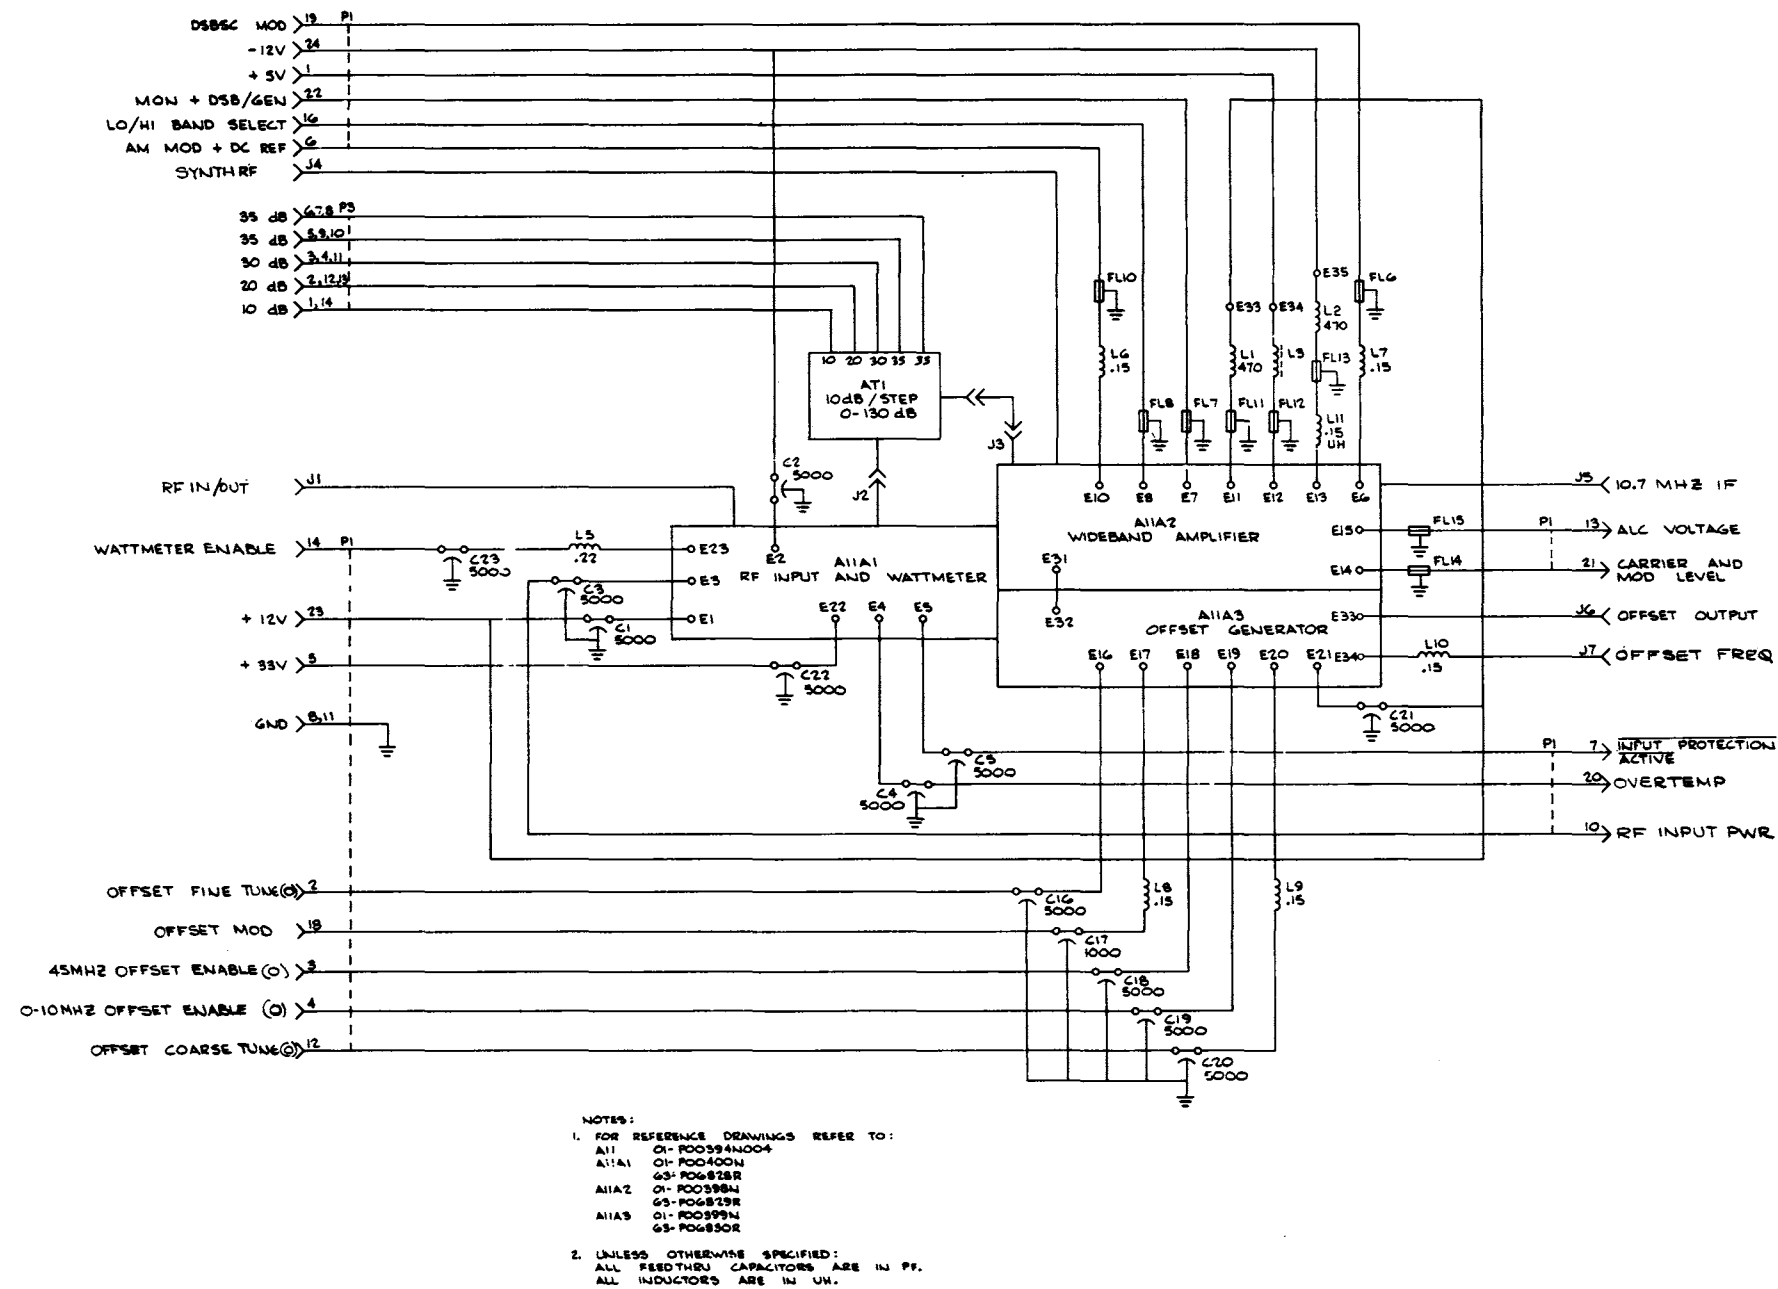 DSBSC MOD 19 P1
-12V 24
+ 5V 1
MON + DSB/GEN 22
LO/HI BAND SELECT 16
AM MOD + DC REF 6
SYNTH RF J4
35 dB 6,7,8 P3
35 dB 5,9,10
30 dB 3,4,11
20 dB 2,12,13
10 dB 1,14
10 20 30 35 35
AT1
10dB/STEP
0-130 dB
J3
J2
FL10
L6
.15
FL8
FL7
E33
L1
470
FL11
E34
L3
FL12
E35
L2
470
FL13
L11
.15
UH
FL6
L7
.15
C2
5000
RF IN/OUT J1
WATTMETER ENABLE 14 P1
C23
5000
L5
.22
E23
E2
E3
E1
A11A1
RF INPUT AND WATTMETER
E22 E4 E5
C3
5000
C1
5000
+ 12V 23
+ 33V 5
C22
5000
GND 8,11
E10 E8 E7 E11 E12 E13 E6
A11A2
WIDEBAND AMPLIFIER
E15
E14
E31
E32
A11A3
OFFSET GENERATOR
E33
E34
E16 E17 E18 E19 E20 E21
J5 10.7 MHZ IF
FL15 P1 13 ALC VOLTAGE
FL14 21 CARRIER AND
MOD LEVEL
J6 OFFSET OUTPUT
L10
.15
J7 OFFSET FREQ
C21
5000
P1 7 INPUT PROTECTION
ACTIVE
C5
5000
20 OVERTEMP
C4
5000
10 RF INPUT PWR
OFFSET FINE TUNE(0) 2
C16
5000
L8
.15
L9
.15
OFFSET MOD 18
C17
1000
45MHZ OFFSET ENABLE(0) 3
C18
5000
0-10MHZ OFFSET ENABLE (0) 4
C19
5000
OFFSET COARSE TUNE(0) 12
C20
5000
NOTES:
1. FOR REFERENCE DRAWINGS REFER TO:
A11 01-P00394N004
A11A1 01-P00400N
63-P06828R
A11A2 01-P00398N
63-P06829R
A11A3 01-P00399N
63-P06830R
2. UNLESS OTHERWISE SPECIFIED:
ALL FEEDTHRU CAPACITORS ARE IN PF.
ALL INDUCTORS ARE IN UH.